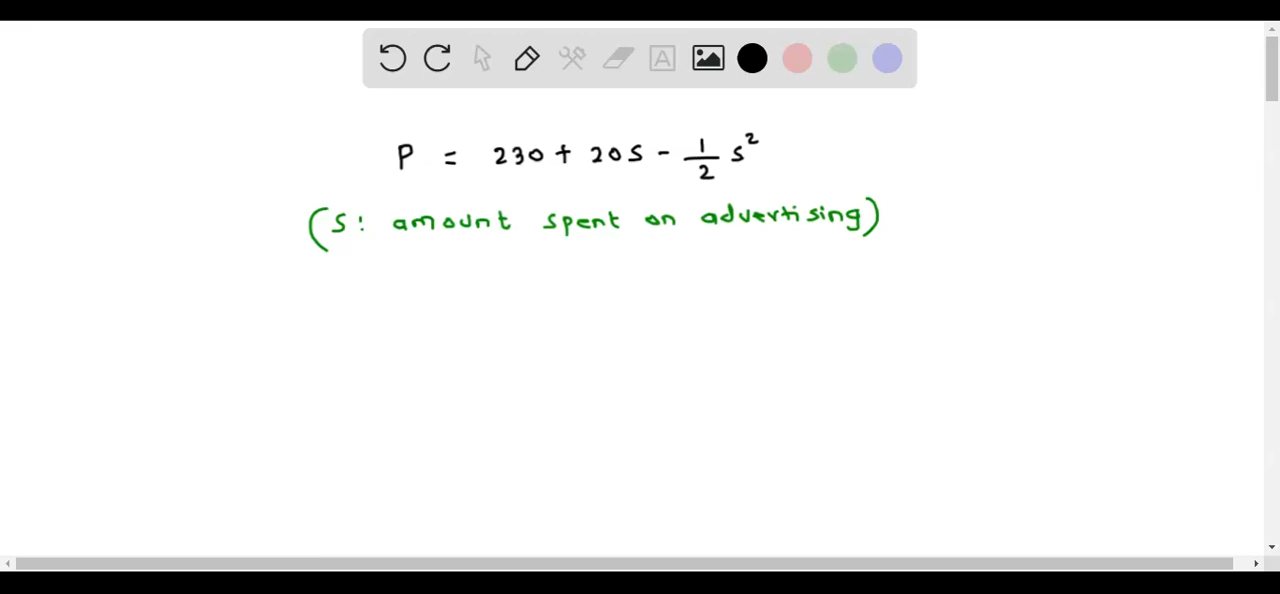 P = 230 + 20s - 1/2 s²
(s: amount spent on advertising)